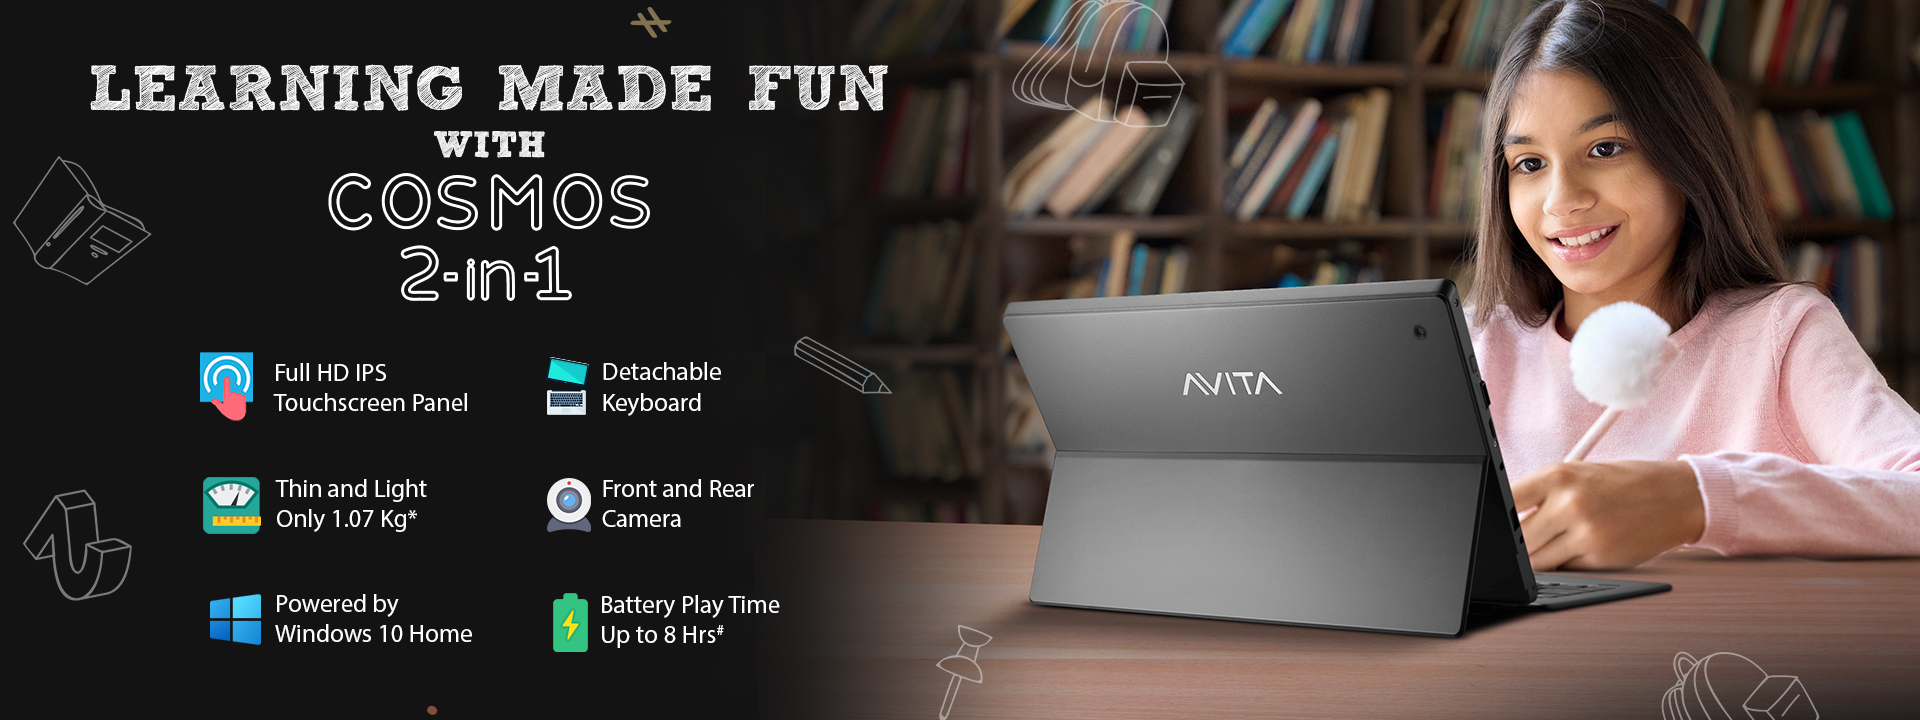 LEARNING MADE FUN
WITH
COSMOS
2-in-1
Full HD IPS
Touchscreen Panel
Detachable
Keyboard
Thin and Light
Only 1.07 Kg*
Front and Rear
Camera
Powered by
Windows 10 Home
Battery Play Time
Up to 8 Hrs#
AVITA